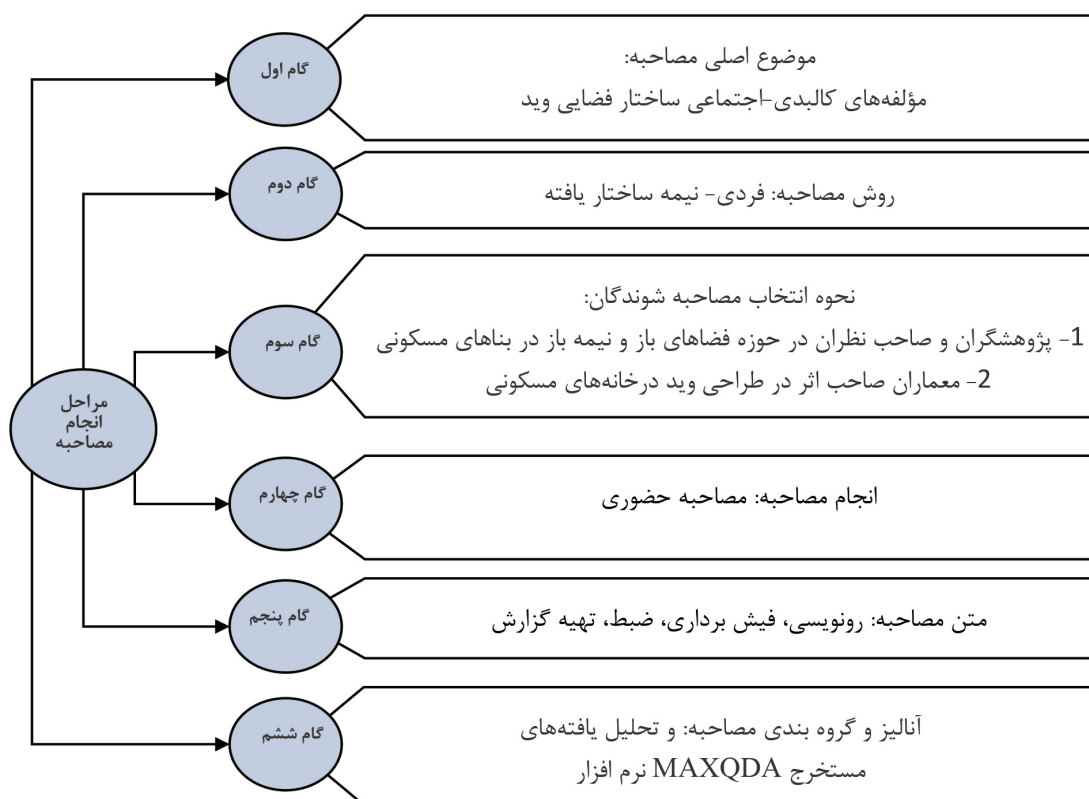 گام اول
موضوع اصلی مصاحبه:
مؤلفه‌های کالبدی-اجتماعی ساختار فضایی وید
گام دوم
روش مصاحبه: فردی- نیمه ساختار یافته
گام سوم
نحوه انتخاب مصاحبه شوندگان:
1- پژوهشگران و صاحب نظران در حوزه فضاهای باز و نیمه باز در بناهای مسکونی
2- معماران صاحب اثر در طراحی وید درخانه‌های مسکونی
مراحل
انجام
مصاحبه
گام چهارم
انجام مصاحبه: مصاحبه حضوری
گام پنجم
متن مصاحبه: رونویسی، فیش برداری، ضبط، تهیه گزارش
گام ششم
آنالیز و گروه بندی مصاحبه: و تحلیل یافته‌های
مستخرج MAXQDA نرم افزار